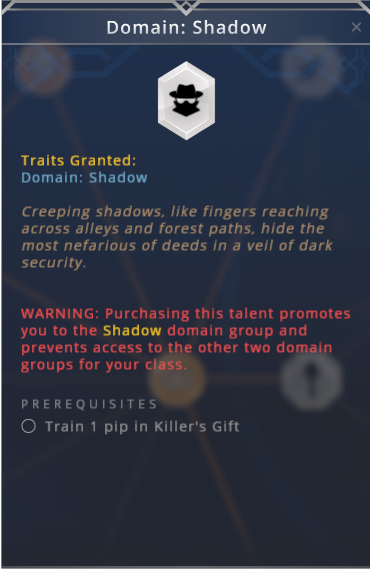 Domain: Shadow
Traits Granted:
Domain: Shadow
Creeping shadows, like fingers reaching
across alleys and forest paths, hide the
most nefarious of deeds in a veil of dark
security.
WARNING: Purchasing this talent promotes
you to the Shadow domain group and
prevents access to the other two domain
groups for your class.
PREREQUISITES
Train 1 pip in Killer's Gift